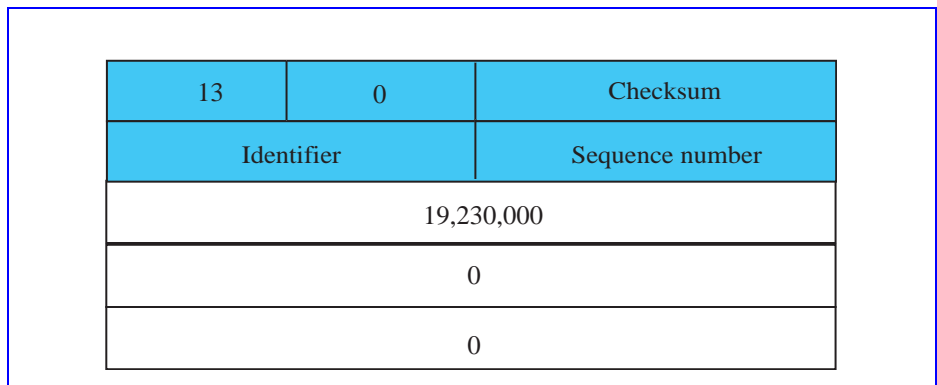 13 0 Checksum
Identifier Sequence number
19,230,000
0
0